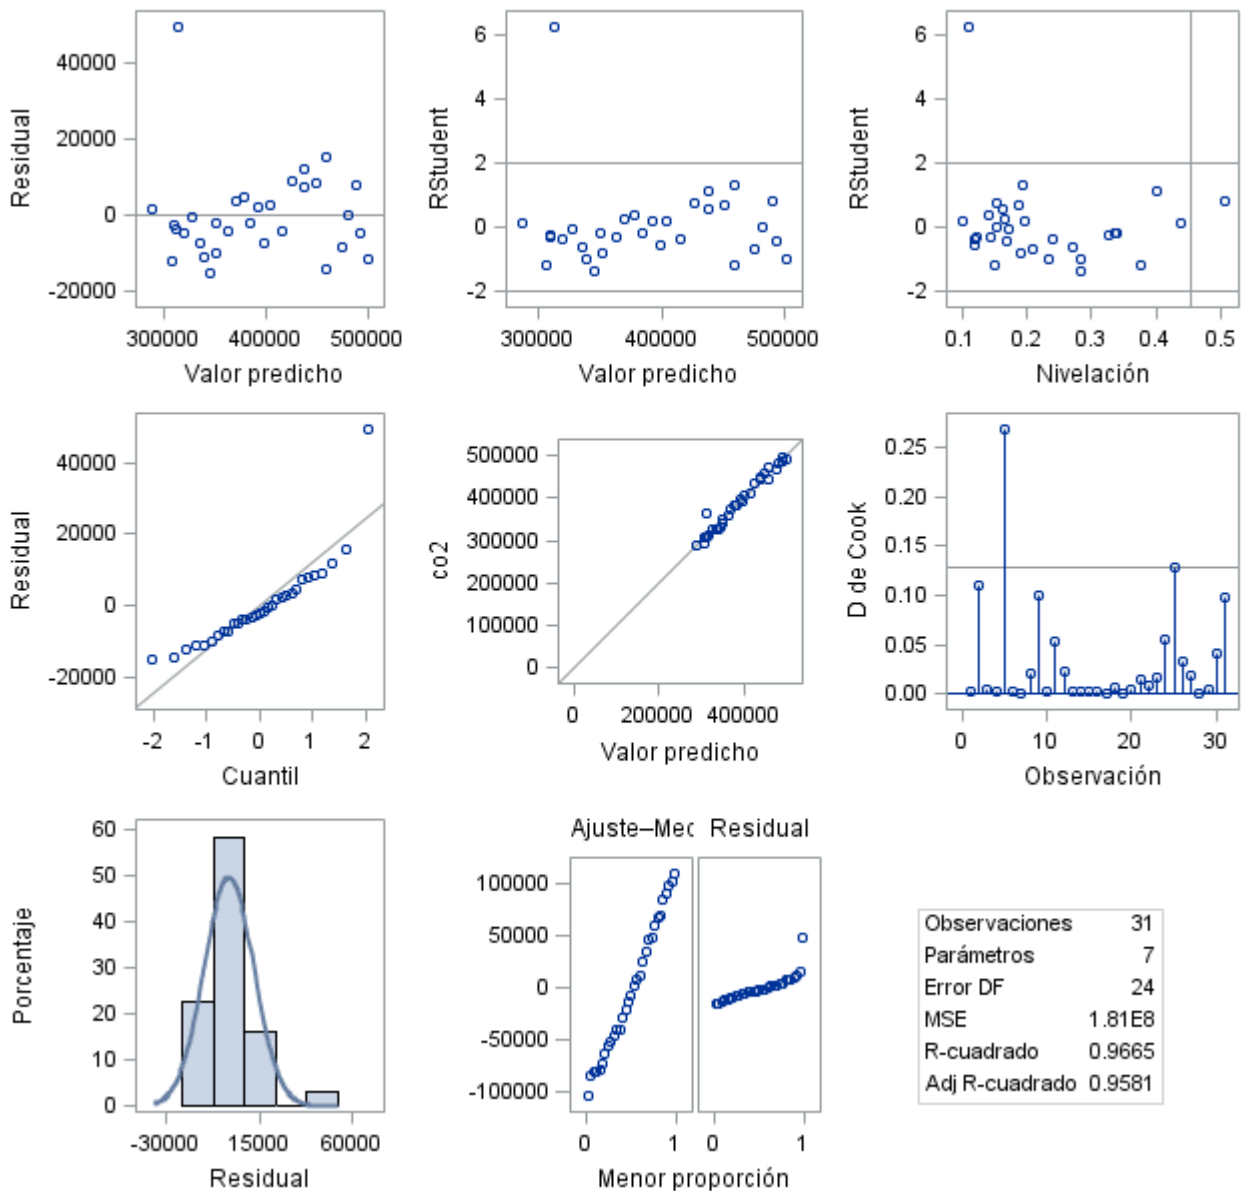 40000
20000
0
-20000
Residual
300000 400000 500000
Valor predicho
6
4
2
0
-2
RStudent
300000 400000 500000
Valor predicho
6
4
2
0
-2
RStudent
0.1 0.2 0.3 0.4 0.5
Nivelación
40000
20000
0
-20000
Residual
-2 -1 0 1 2
Cuantil
500000
400000
300000
200000
100000
0
co2
0 200000 400000
Valor predicho
0.25
0.20
0.15
0.10
0.05
0.00
D de Cook
0 10 20 30
Observación
60
50
40
30
20
10
0
Porcentaje
-30000 15000 60000
Residual
Ajuste–Mec Residual
100000
50000
0
-50000
-100000
0 1 0 1
Menor proporción
Observaciones 31
Parámetros 7
Error DF 24
MSE 1.81E8
R-cuadrado 0.9665
Adj R-cuadrado 0.9581